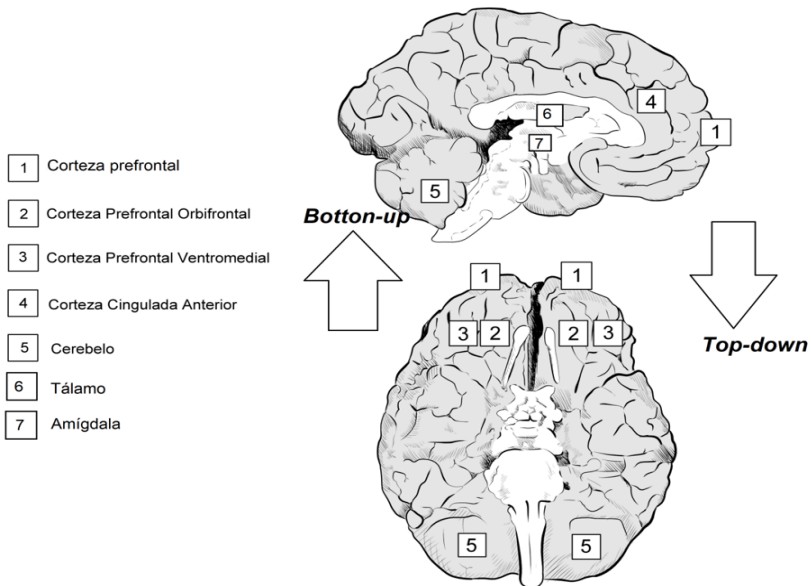 6
4
1
7
5
1 Corteza prefrontal
2 Corteza Prefrontal Orbifrontal
3 Corteza Prefrontal Ventromedial
4 Corteza Cingulada Anterior
5 Cerebelo
6 Tálamo
7 Amígdala
Botton-up
Top-down
1 1
3 2 2 3
5 5